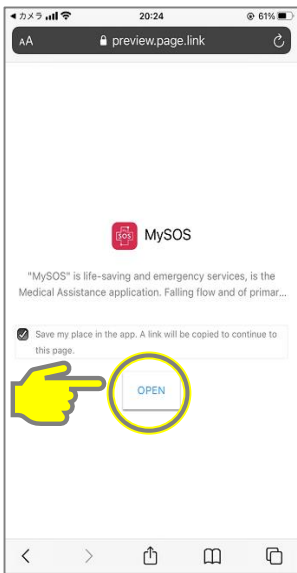 カメラ 20:24 61%
AA preview.page.link
SOS MySOS
"MySOS" is life-saving and emergency services, is the
Medical Assistance application. Falling flow and of primar...
Save my place in the app. A link will be copied to continue to
this page.
OPEN